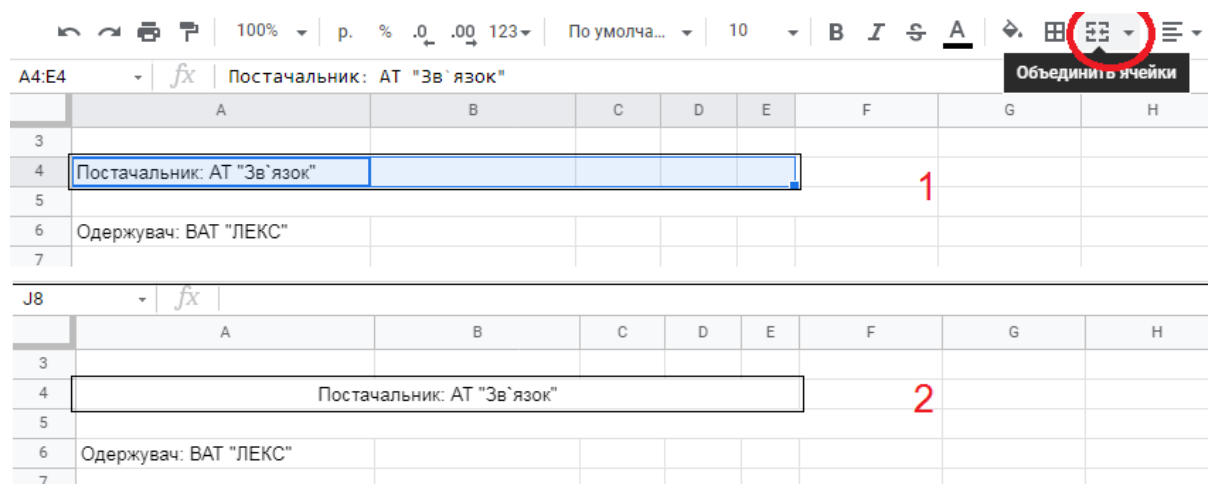 100% р. % .0 .00 123 По умолча... 10 B I S A
A4:E4 fx Постачальник: АТ "Зв`язок" Объединить ячейки
A B C D E F G H
3
4 Постачальник: АТ "Зв`язок"
1
5
6 Одержувач: ВАТ "ЛЕКС"
7
J8 fx
A B C D E F G H
3
4 Постачальник: АТ "Зв`язок" 2
5
6 Одержувач: ВАТ "ЛЕКС"
7